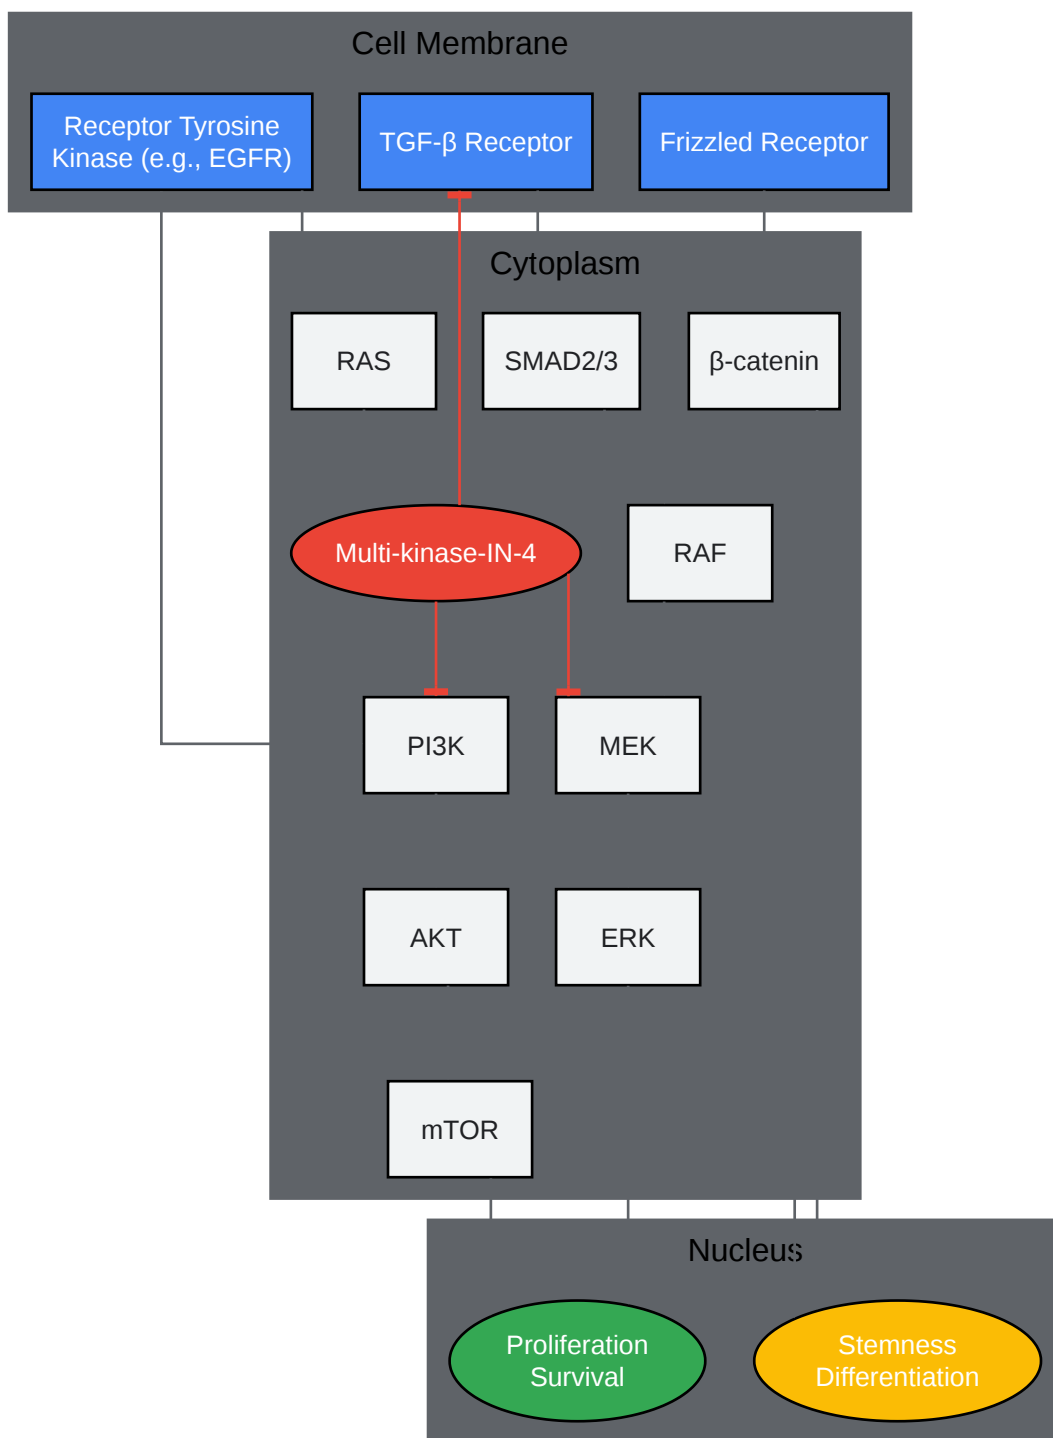 Cell Membrane
Receptor Tyrosine
Kinase (e.g., EGFR)
TGF-β Receptor
Frizzled Receptor
Cytoplasm
RAS
SMAD2/3
β-catenin
Multi-kinase-IN-4
RAF
PI3K
MEK
AKT
ERK
mTOR
Nucleus
Proliferation
Survival
Stemness
Differentiation